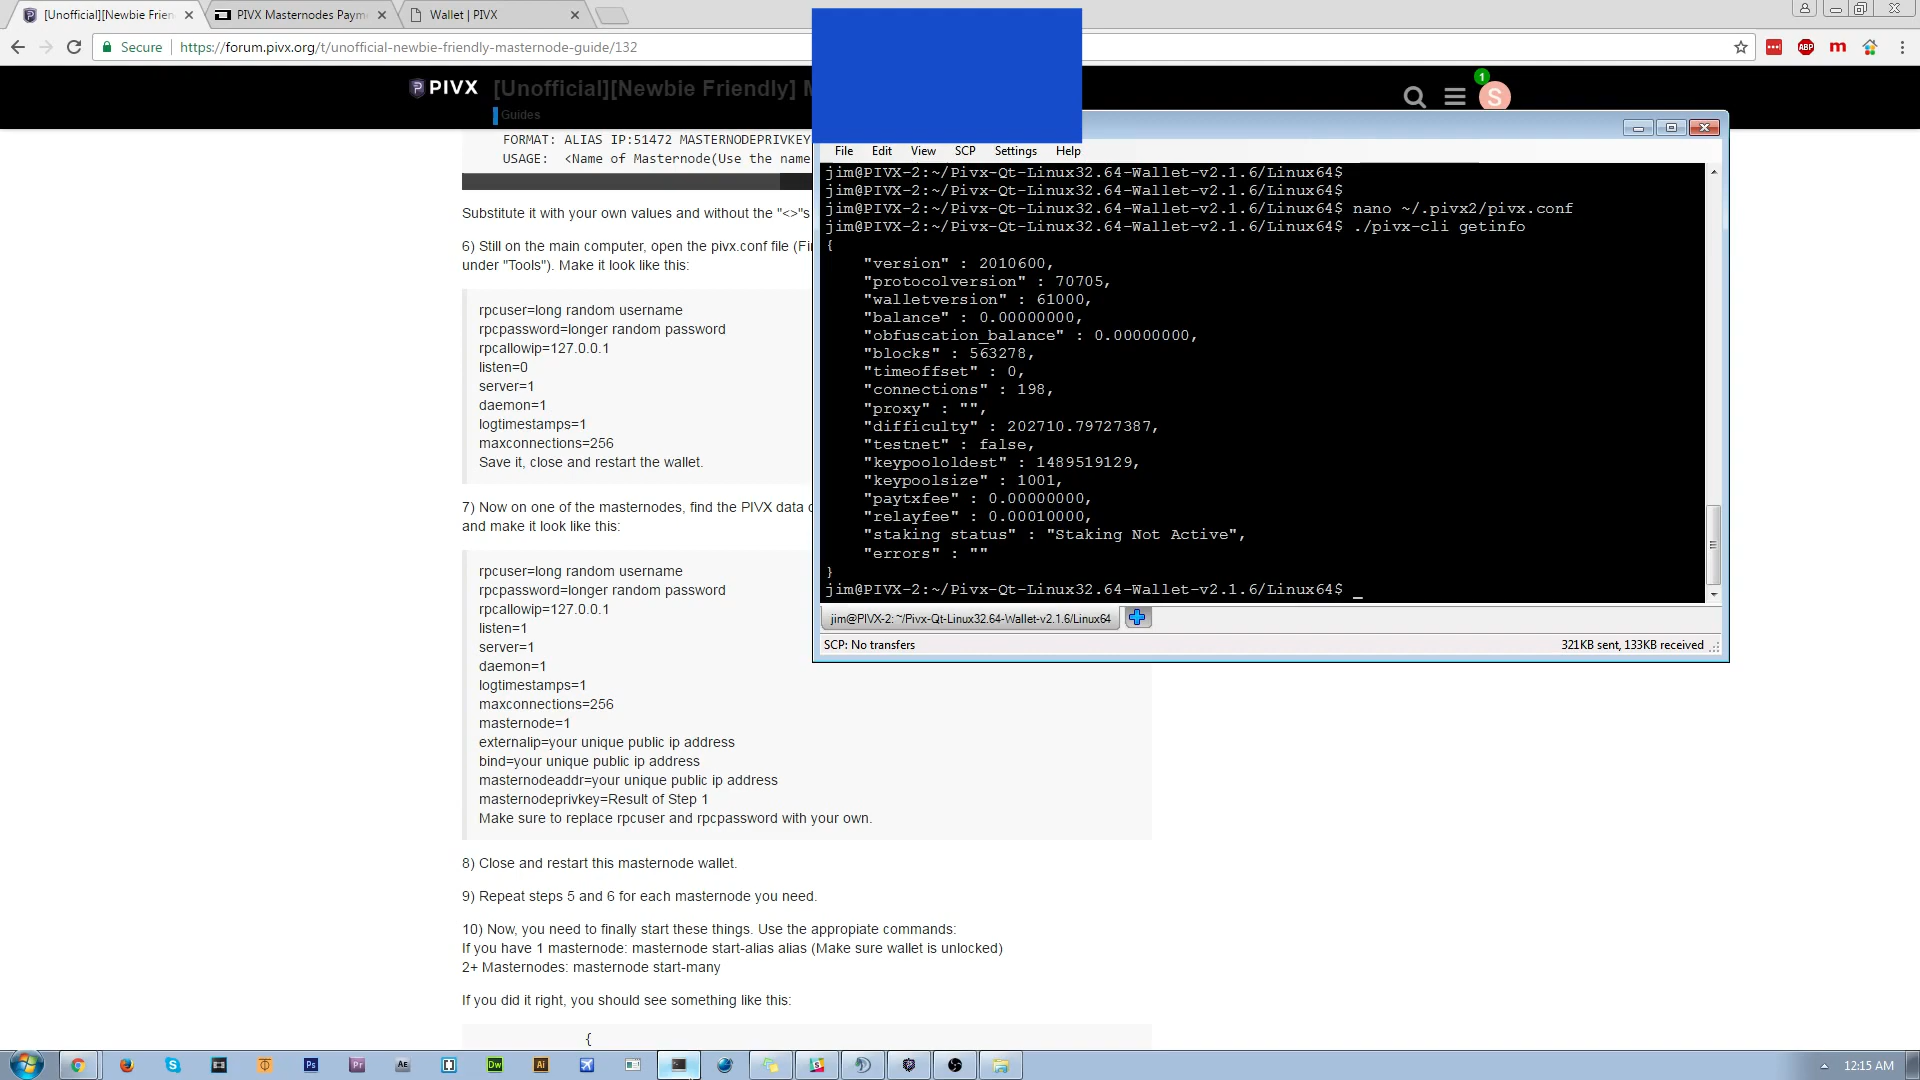 [Unofficial][Newbie Frien
PIVX Masternodes Paym
Wallet | PIVX
Secure
https://forum.pivx.org/t/unofficial-newbie-friendly-masternode-guide/132
ABP
m
PIVX
[Unofficial][Newbie Friendly] M
Guides
1
S
FORMAT: ALIAS IP:51472 MASTERNODEPRIVKEY
USAGE:  <Name of Masternode(Use the name
Substitute it with your own values and without the "<>"s
6) Still on the main computer, open the pivx.conf file (Fi
under "Tools"). Make it look like this:
rpcuser=long random username
rpcpassword=longer random password
rpcallowip=127.0.0.1
listen=0
server=1
daemon=1
logtimestamps=1
maxconnections=256
Save it, close and restart the wallet.
7) Now on one of the masternodes, find the PIVX data
and make it look like this:
rpcuser=long random username
rpcpassword=longer random password
rpcallowip=127.0.0.1
listen=1
server=1
daemon=1
logtimestamps=1
maxconnections=256
masternode=1
externalip=your unique public ip address
bind=your unique public ip address
masternodeaddr=your unique public ip address
masternodeprivkey=Result of Step 1
Make sure to replace rpcuser and rpcpassword with your own.
8) Close and restart this masternode wallet.
9) Repeat steps 5 and 6 for each masternode you need.
10) Now, you need to finally start these things. Use the appropiate commands:
If you have 1 masternode: masternode start-alias alias (Make sure wallet is unlocked)
2+ Masternodes: masternode start-many
If you did it right, you should see something like this:
{
File Edit View SCP Settings Help
jim@PIVX-2:~/Pivx-Qt-Linux32.64-Wallet-v2.1.6/Linux64$
jim@PIVX-2:~/Pivx-Qt-Linux32.64-Wallet-v2.1.6/Linux64$
jim@PIVX-2:~/Pivx-Qt-Linux32.64-Wallet-v2.1.6/Linux64$ nano ~/.pivx2/pivx.conf
jim@PIVX-2:~/Pivx-Qt-Linux32.64-Wallet-v2.1.6/Linux64$ ./pivx-cli getinfo
{
"version" : 2010600,
"protocolversion" : 70705,
"walletversion" : 61000,
"balance" : 0.00000000,
"obfuscation_balance" : 0.00000000,
"blocks" : 563278,
"timeoffset" : 0,
"connections" : 198,
"proxy" : "",
"difficulty" : 202710.79727387,
"testnet" : false,
"keypoololdest" : 1489519129,
"keypoolsize" : 1001,
"paytxfee" : 0.00000000,
"relayfee" : 0.00010000,
"staking status" : "Staking Not Active",
"errors" : ""
}
jim@PIVX-2:~/Pivx-Qt-Linux32.64-Wallet-v2.1.6/Linux64$ _
jim@PIVX-2: ~/Pivx-Qt-Linux32.64-Wallet-v2.1.6/Linux64
SCP: No transfers
321KB sent, 133KB received
Ps
Pr
Ae
Dw
Ai
12:15 AM